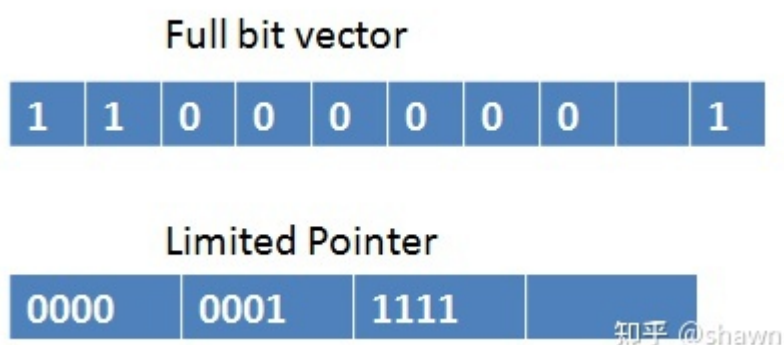 Full bit vector
1 1 0 0 0 0 0 0 1
Limited Pointer
0000 0001 1111
知乎 @shawn